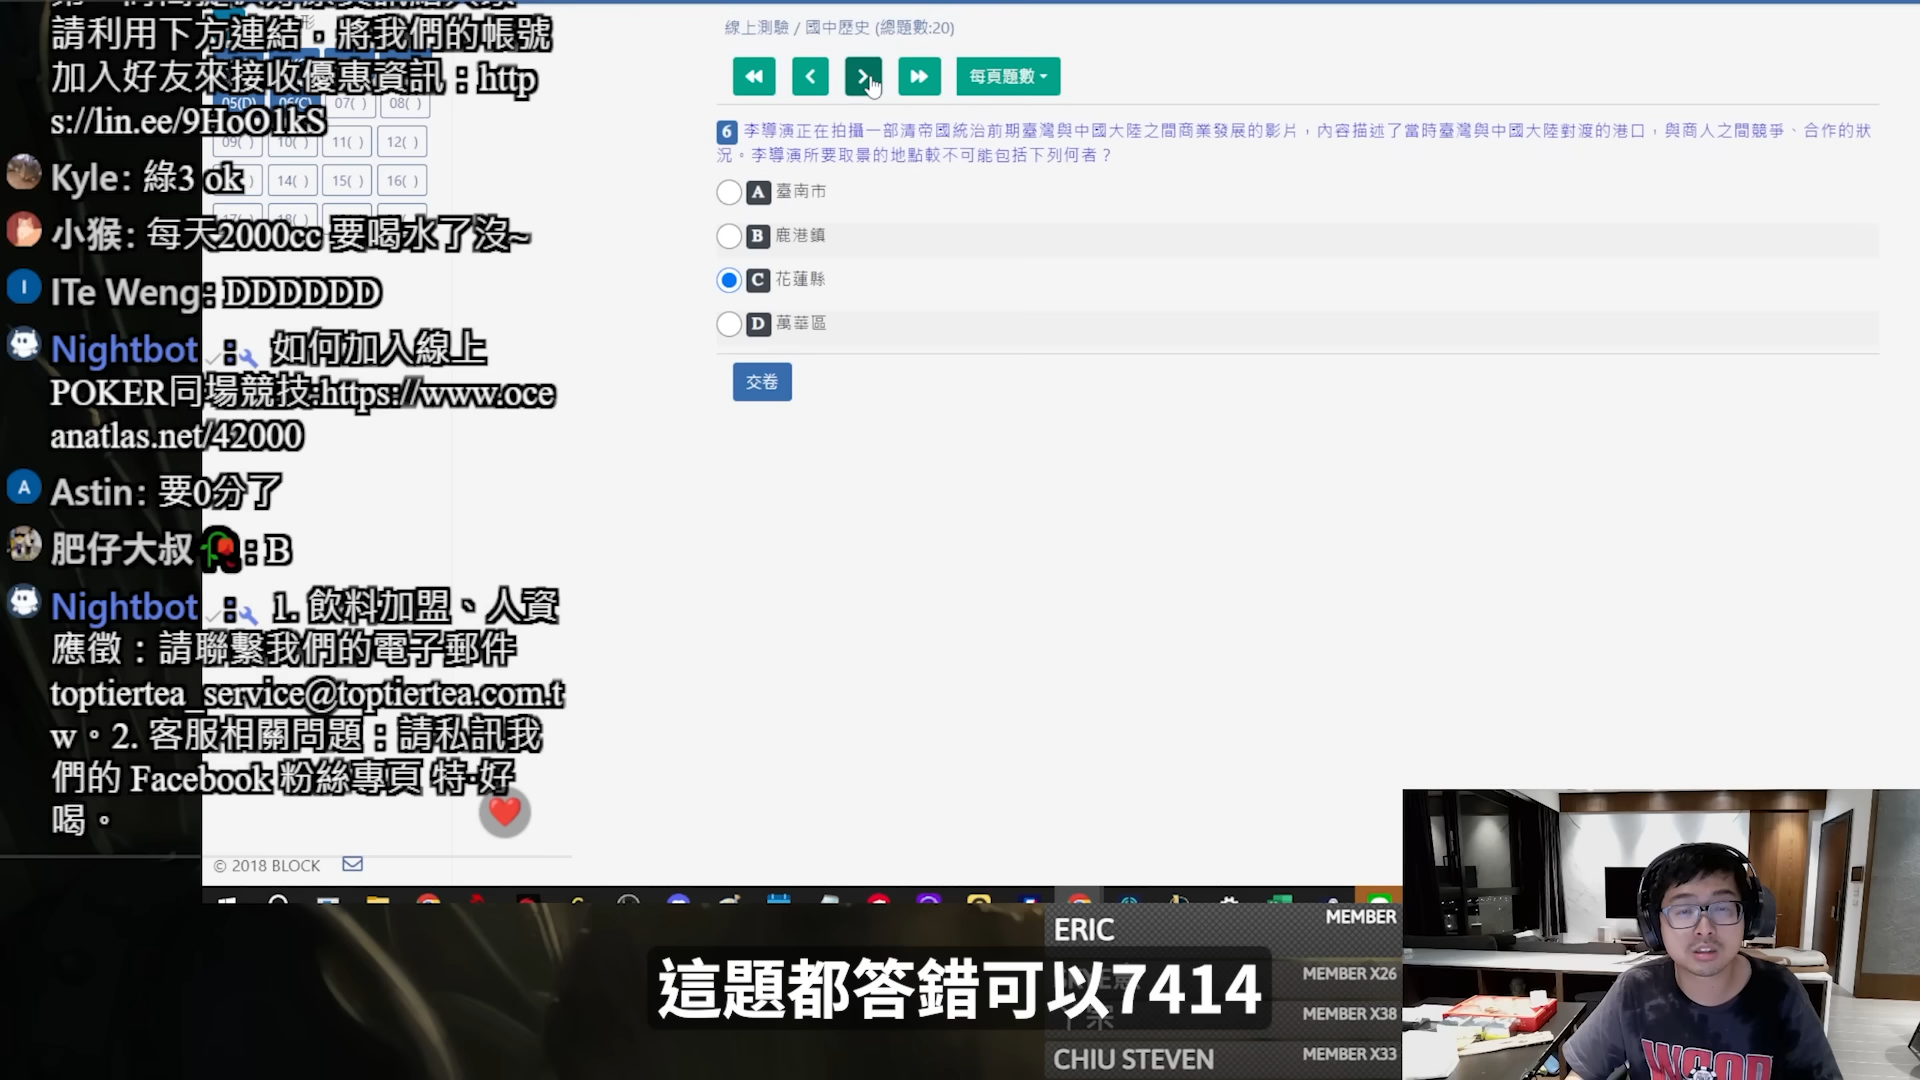 請利用下方連結，將我們的帳號
加入好友來接收優惠資訊：http
s://lin.ee/9HoO1kS
Kyle: 綠3 ok
小猴: 每天2000cc 要喝水了沒~
ITe Weng: DDDDDD
Nightbot : 如何加入線上
POKER同場競技:https://www.oce
anatlas.net/42000
Astin: 要0分了
肥仔大叔 : B
Nightbot : 1. 飲料加盟、人資
應徵：請聯繫我們的電子郵件
toptiertea_service@toptiertea.com.t
w。2. 客服相關問題：請私訊我
們的 Facebook 粉絲專頁 特·好
喝。
05(D) 06(C) 07( ) 08( )
09( ) 10( ) 11( ) 12( )
14( ) 15( ) 16( )
© 2018 BLOCK
線上測驗 / 國中歷史 (總題數:20)
每頁題數
6 李導演正在拍攝一部清帝國統治前期臺灣與中國大陸之間商業發展的影片，內容描述了當時臺灣與中國大陸對渡的港口，與商人之間競爭、合作的狀
況。李導演所要取景的地點較不可能包括下列何者？
A 臺南市
B 鹿港鎮
C 花蓮縣
D 萬華區
交卷
ERIC MEMBER
MEMBER X26
MEMBER X38
CHIU STEVEN MEMBER X33
這題都答錯可以7414